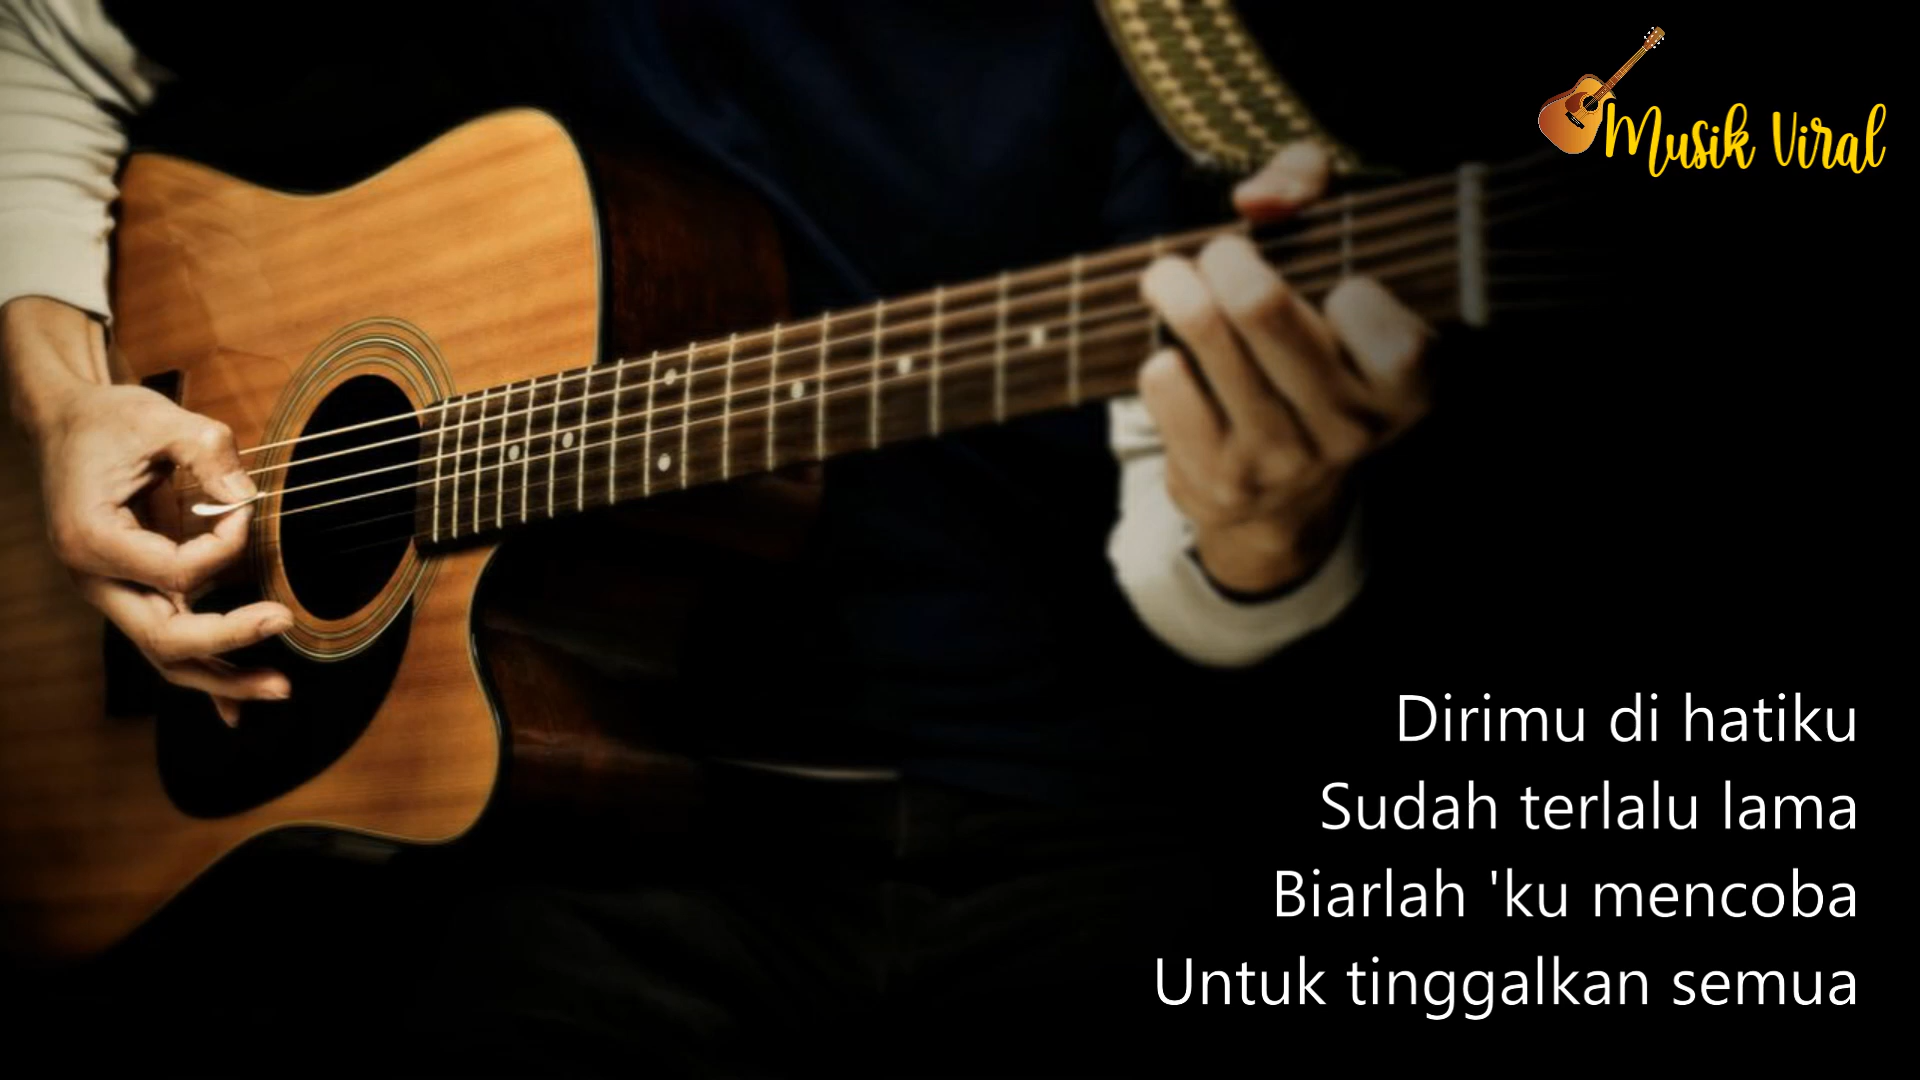 Musik Viral
Dirimu di hatiku
Sudah terlalu lama
Biarlah 'ku mencoba
Untuk tinggalkan semua